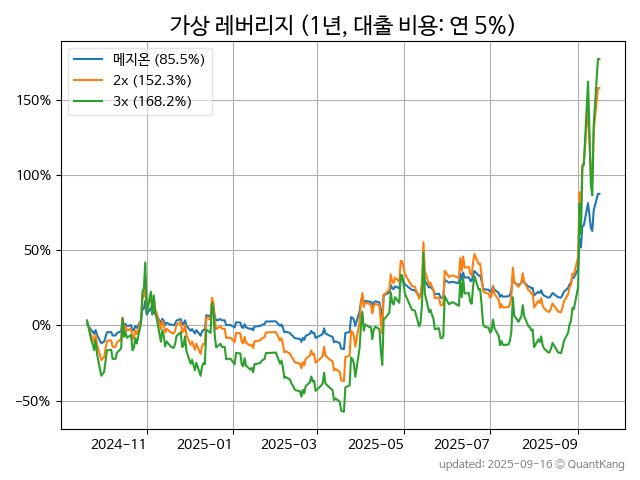 가상 레버리지 (1년, 대출 비용: 연 5%)
메지온 (85.5%)
2x (152.3%)
3x (168.2%)
150%
100%
50%
0%
−50%
2024-11
2025-01
2025-03
2025-05
2025-07
2025-09
updated: 2025-09-16 © QuantKang